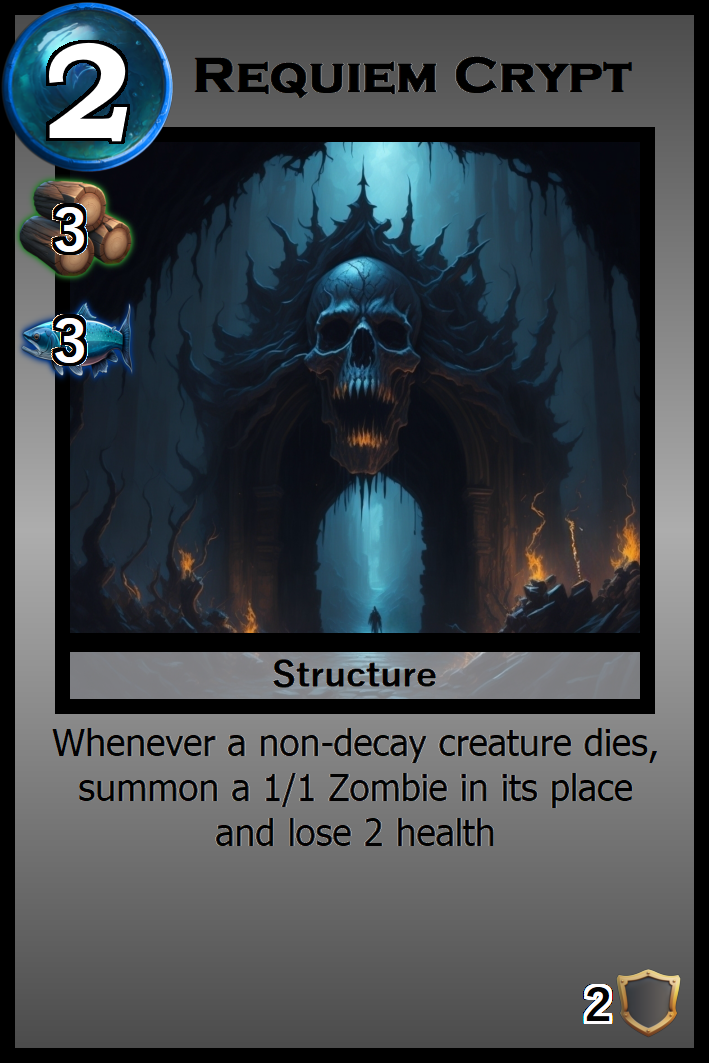 2
Requiem Crypt
3
3
Structure
Whenever a non-decay creature dies,
summon a 1/1 Zombie in its place
and lose 2 health
2